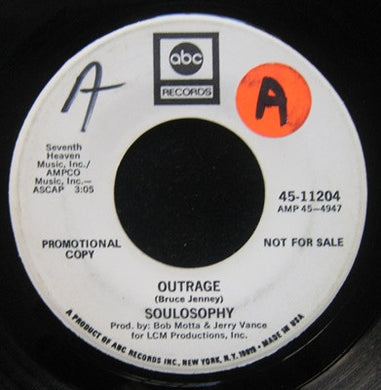 abc
RECORDS
A
A
Seventh
Heaven
Music, Inc./
AMPCO
Music, Inc.—
ASCAP 3:05
45-11204
AMP 45-4947
PROMOTIONAL
COPY
NOT FOR SALE
OUTRAGE
(Bruce Jenney)
SOULOSOPHY
Prod. by: Bob Motta & Jerry Vance
for LCM Productions, Inc.
A PRODUCT OF ABC RECORDS INC., NEW YORK, N.Y. 10019 • MADE IN USA